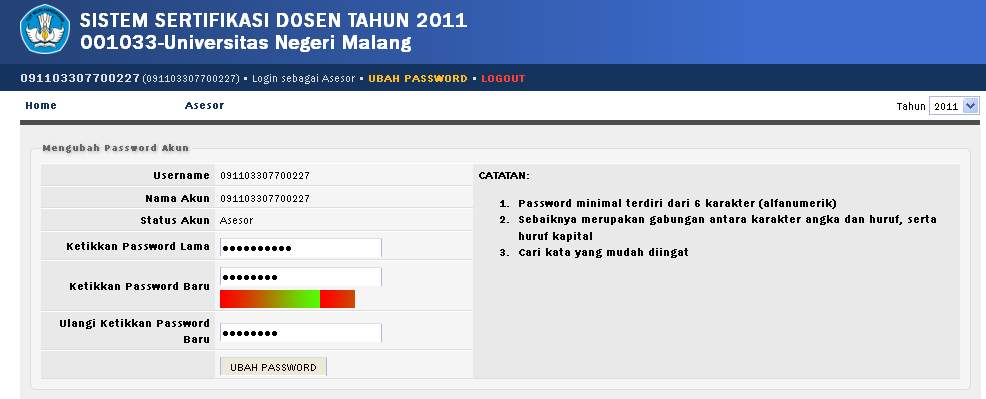 SISTEM SERTIFIKASI DOSEN TAHUN 2011
001033-Universitas Negeri Malang
091103307700227 (091103307700227) • Login sebagai Asesor • UBAH PASSWORD • LOGOUT
Home Asesor Tahun 2011
Mengubah Password Akun
Username 091103307700227
Nama Akun 091103307700227
Status Akun Asesor
Ketikkan Password Lama ••••••••••
Ketikkan Password Baru ••••••••
Ulangi Ketikkan Password
Baru ••••••••
UBAH PASSWORD
CATATAN:
1. Password minimal terdiri dari 6 karakter (alfanumerik)
2. Sebaiknya merupakan gabungan antara karakter angka dan huruf, serta
huruf kapital
3. Cari kata yang mudah diingat